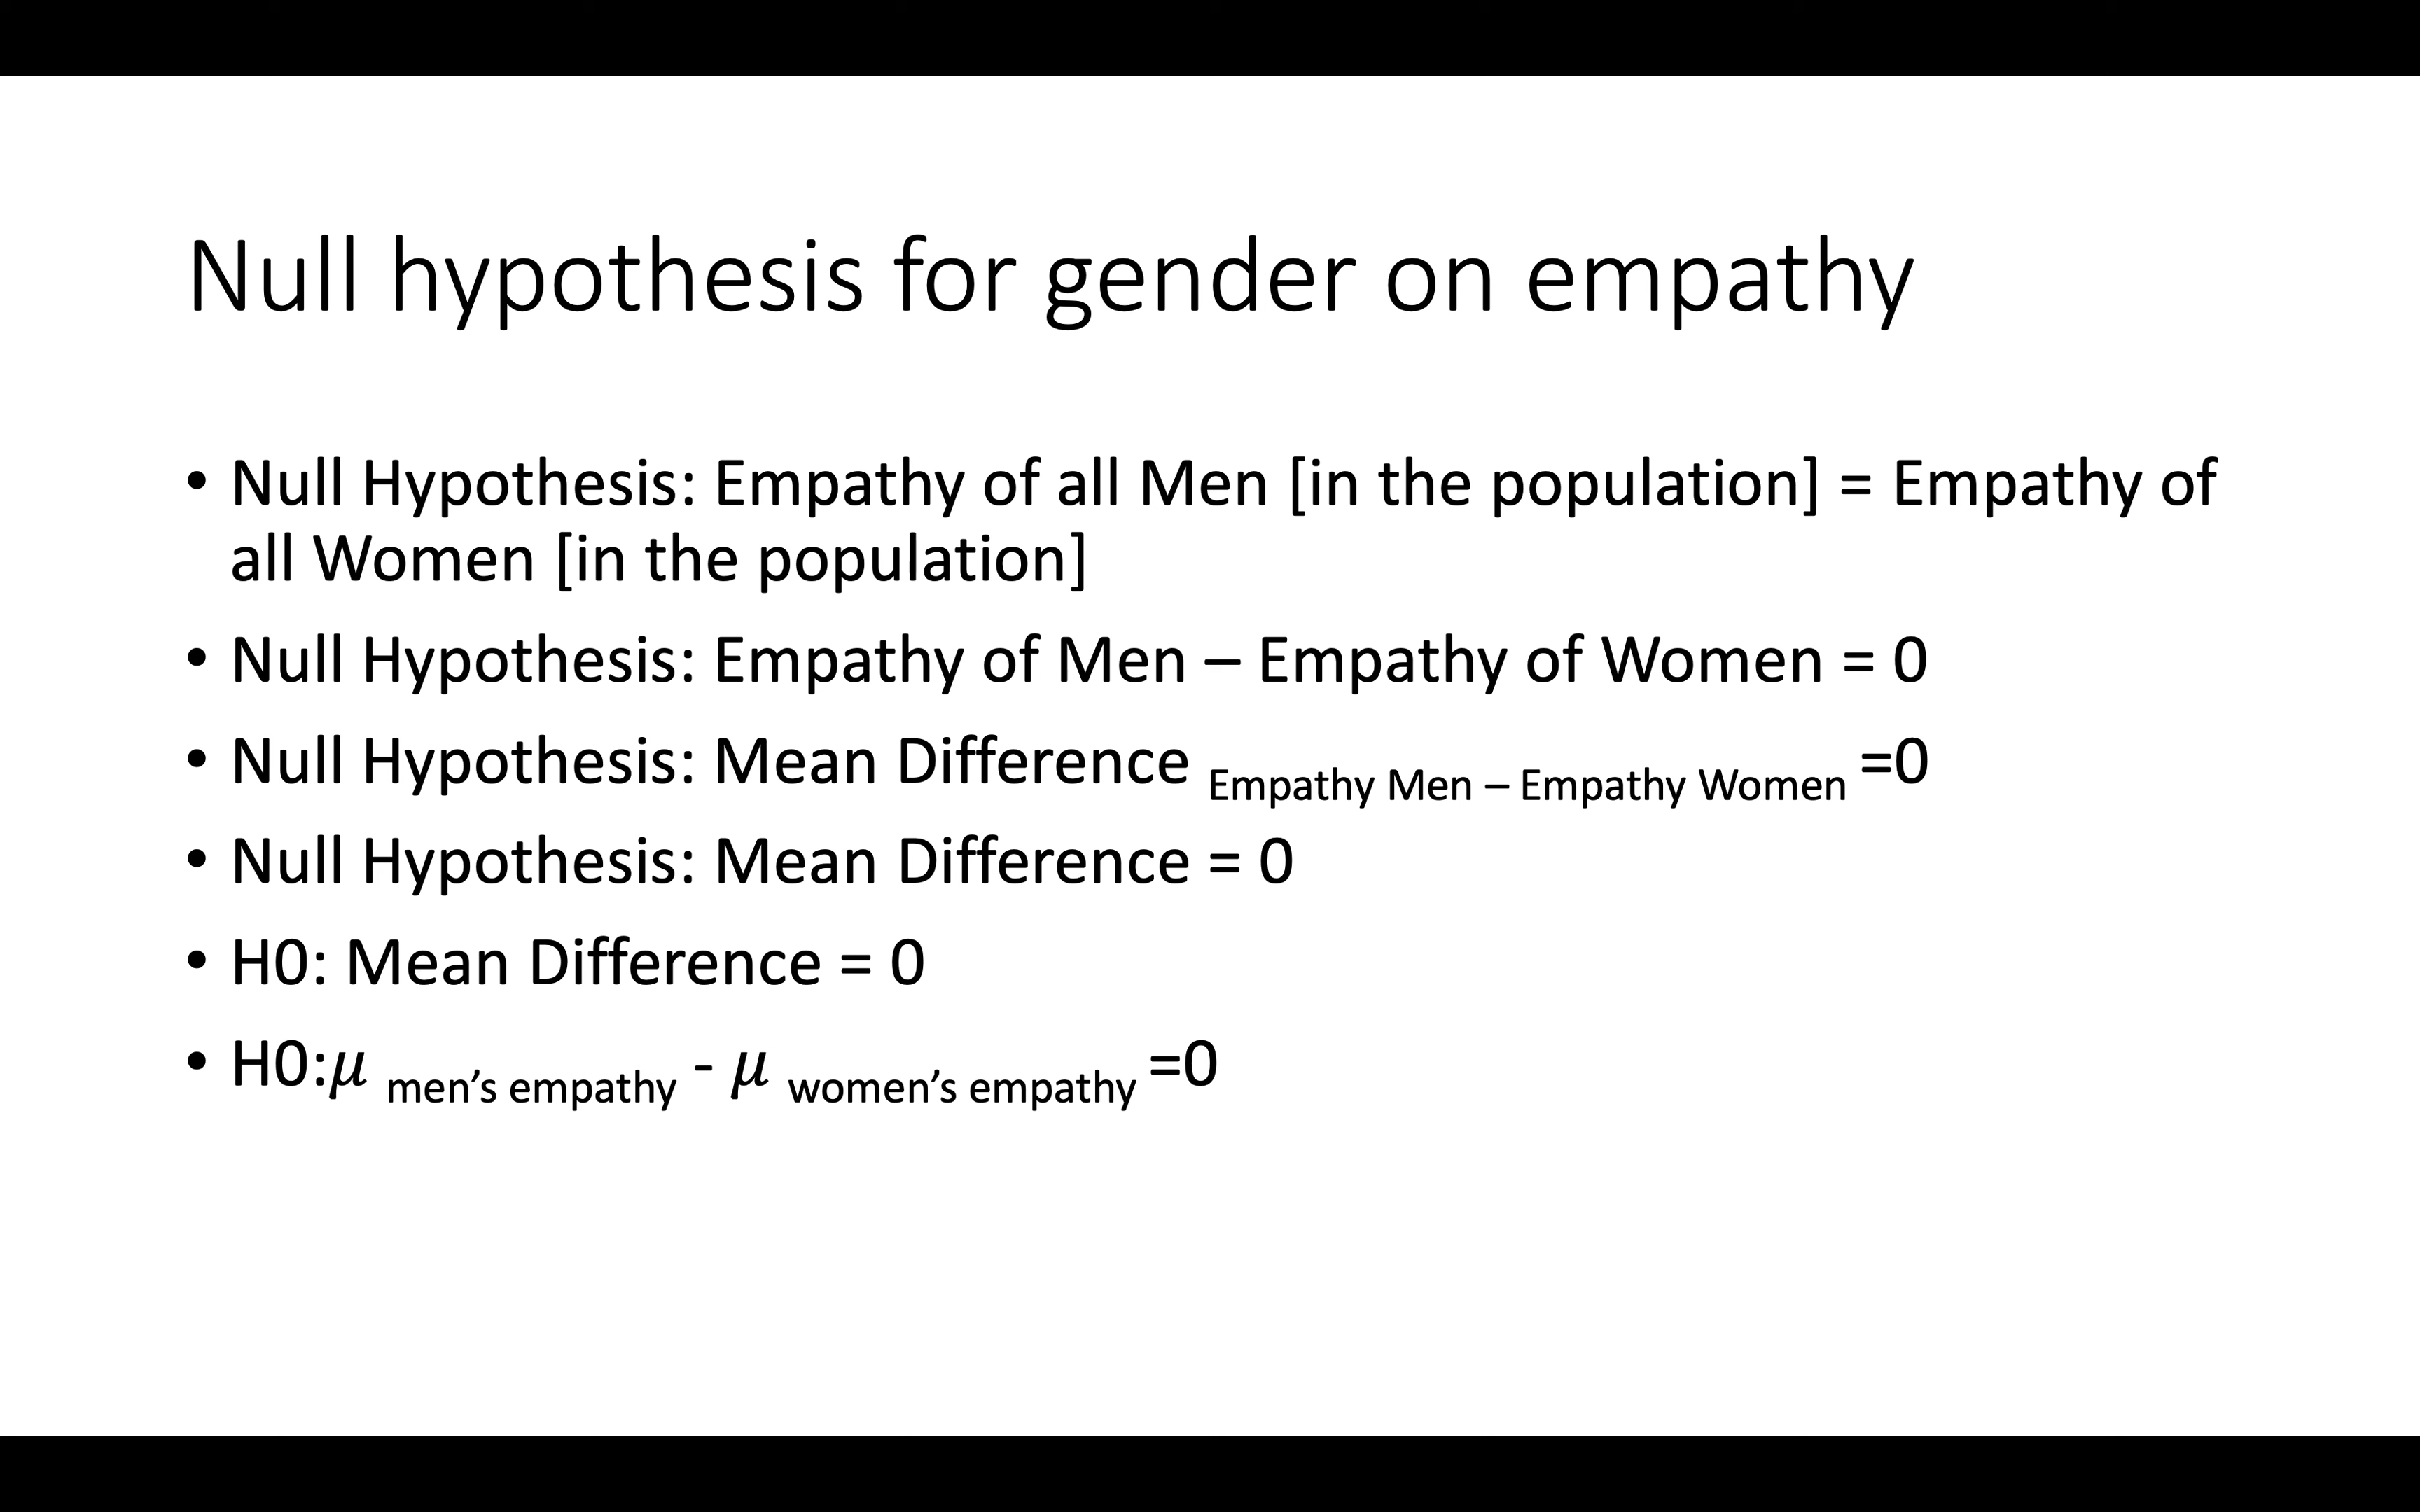 Null hypothesis for gender on empathy
• Null Hypothesis: Empathy of all Men [in the population] = Empathy of
all Women [in the population]
• Null Hypothesis: Empathy of Men – Empathy of Women = 0
• Null Hypothesis: Mean Difference Empathy Men – Empathy Women =0
• Null Hypothesis: Mean Difference = 0
• H0: Mean Difference = 0
• H0:μ men’s empathy - μ women’s empathy =0